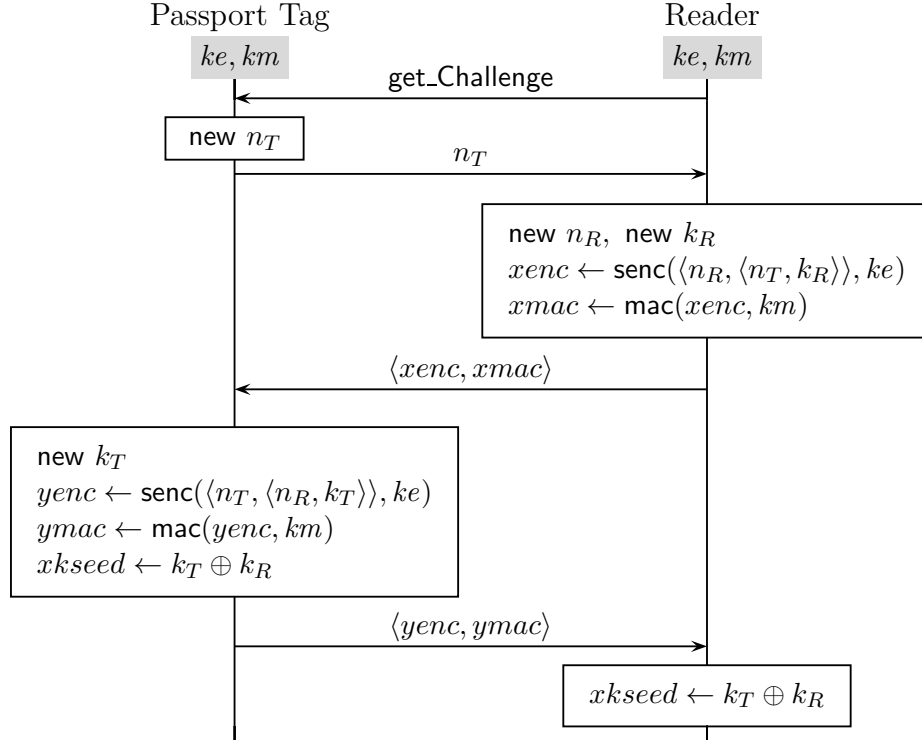 Passport Tag
Reader
ke, km
ke, km
get_Challenge
new n_T
n_T
new n_R, new k_R
xenc ← senc(⟨n_R, ⟨n_T, k_R⟩⟩, ke)
xmac ← mac(xenc, km)
⟨xenc, xmac⟩
new k_T
yenc ← senc(⟨n_T, ⟨n_R, k_T⟩⟩, ke)
ymac ← mac(yenc, km)
xkseed ← k_T ⊕ k_R
⟨yenc, ymac⟩
xkseed ← k_T ⊕ k_R